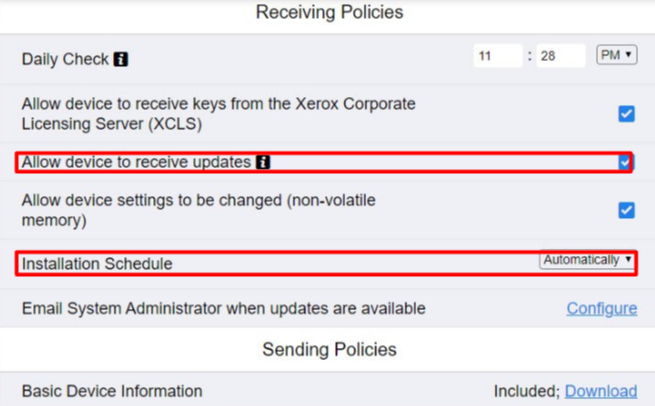 Receiving Policies
Daily Check i 11 : 28 PM
Allow device to receive keys from the Xerox Corporate
Licensing Server (XCLS)
Allow device to receive updates i
Allow device settings to be changed (non-volatile
memory)
Installation Schedule Automatically
Email System Administrator when updates are available Configure
Sending Policies
Basic Device Information Included; Download